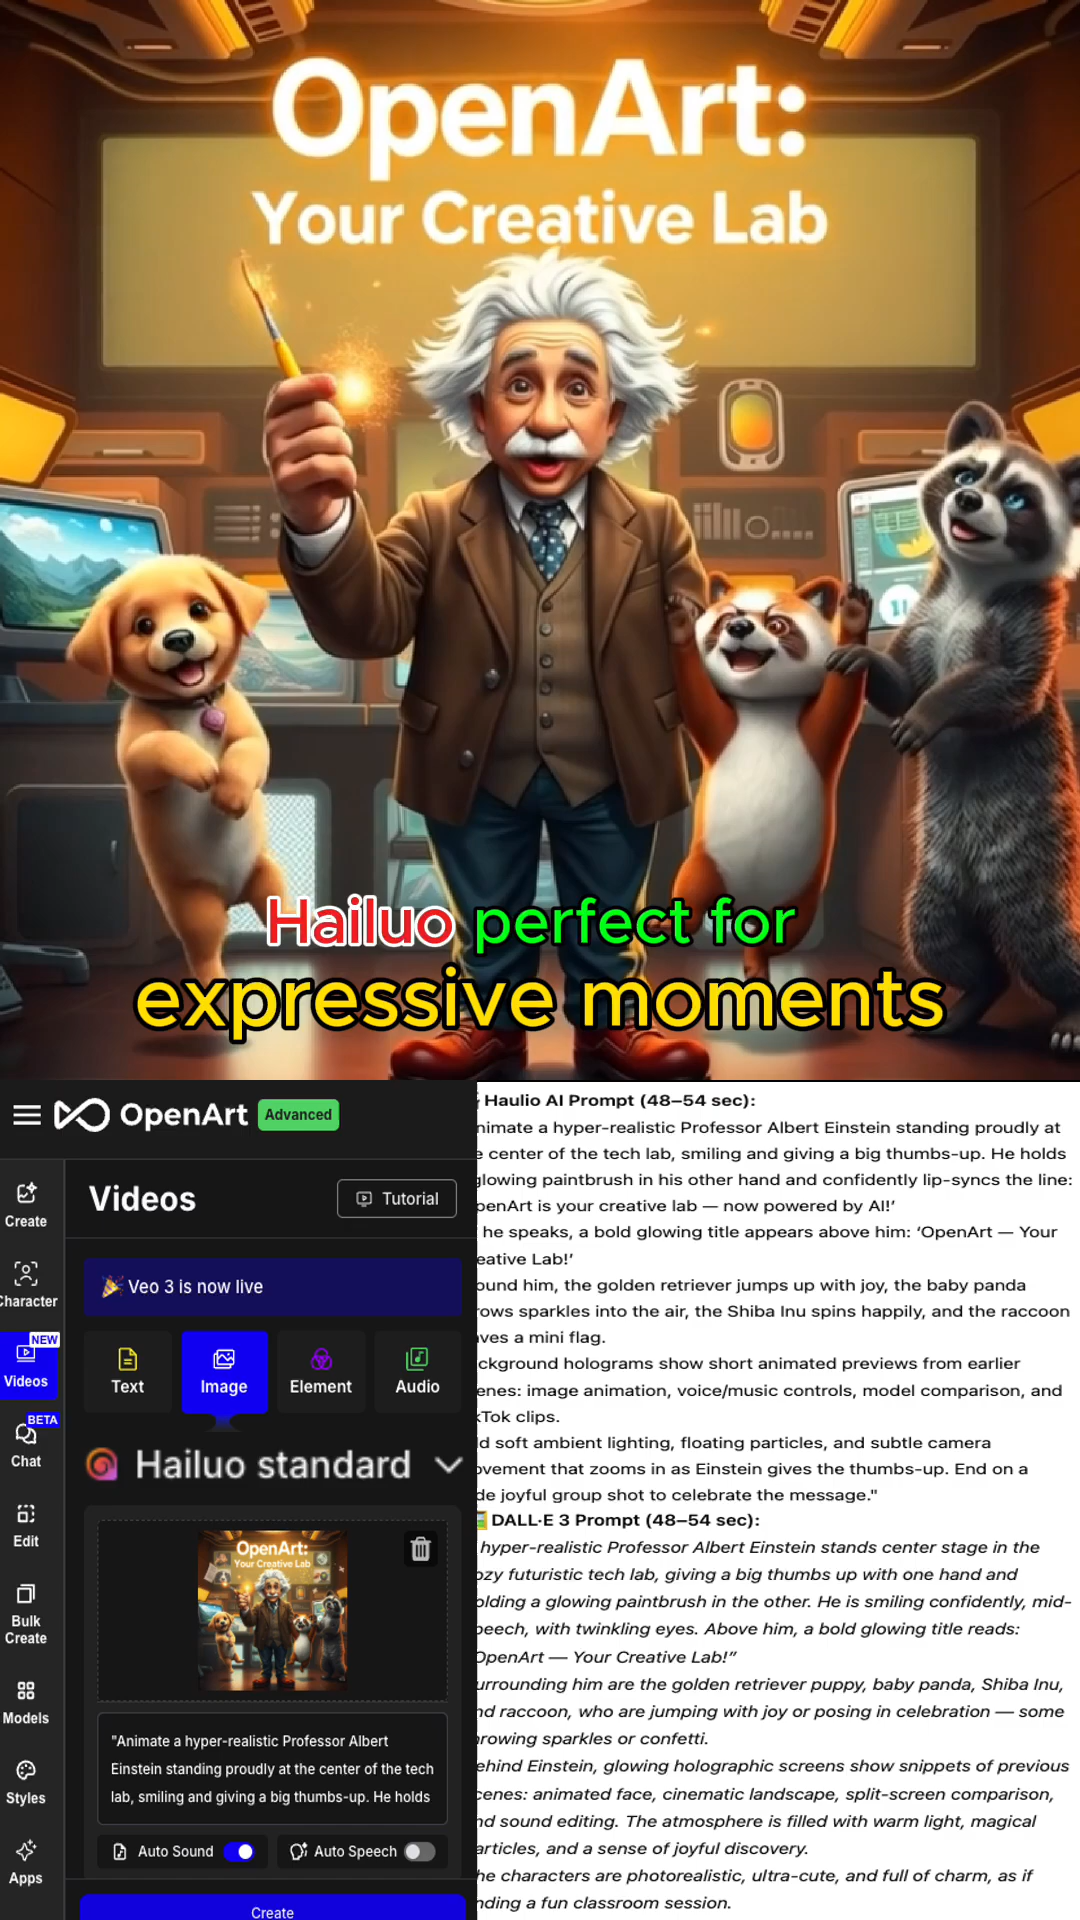 OpenArt:
Your Creative Lab
Hailuo perfect for
expressive moments
OpenArt Advanced
Create
Character
NEW
Videos
BETA
Chat
Edit
Bulk
Create
Models
Styles
Apps
Videos
Tutorial
Veo 3 is now live
Text
Image
Element
Audio
Hailuo standard
OpenArt:
Your Creative Lab
"Animate a hyper-realistic Professor Albert
Einstein standing proudly at the center of the tech
lab, smiling and giving a big thumbs-up. He holds
Auto Sound
Auto Speech
Create
Haulio AI Prompt (48–54 sec):
nimate a hyper-realistic Professor Albert Einstein standing proudly at
e center of the tech lab, smiling and giving a big thumbs-up. He holds
glowing paintbrush in his other hand and confidently lip-syncs the line:
penArt is your creative lab — now powered by AI!’
he speaks, a bold glowing title appears above him: ‘OpenArt — Your
eative Lab!’
ound him, the golden retriever jumps up with joy, the baby panda
rows sparkles into the air, the Shiba Inu spins happily, and the raccoon
aves a mini flag.
ckground holograms show short animated previews from earlier
enes: image animation, voice/music controls, model comparison, and
kTok clips.
ld soft ambient lighting, floating particles, and subtle camera
ovement that zooms in as Einstein gives the thumbs-up. End on a
de joyful group shot to celebrate the message."
DALL·E 3 Prompt (48–54 sec):
hyper-realistic Professor Albert Einstein stands center stage in the
ozy futuristic tech lab, giving a big thumbs up with one hand and
olding a glowing paintbrush in the other. He is smiling confidently, mid-
peech, with twinkling eyes. Above him, a bold glowing title reads:
OpenArt — Your Creative Lab!”
urrounding him are the golden retriever puppy, baby panda, Shiba Inu,
nd raccoon, who are jumping with joy or posing in celebration — some
hrowing sparkles or confetti.
ehind Einstein, glowing holographic screens show snippets of previous
cenes: animated face, cinematic landscape, split-screen comparison,
nd sound editing. The atmosphere is filled with warm light, magical
articles, and a sense of joyful discovery.
he characters are photorealistic, ultra-cute, and full of charm, as if
nding a fun classroom session.